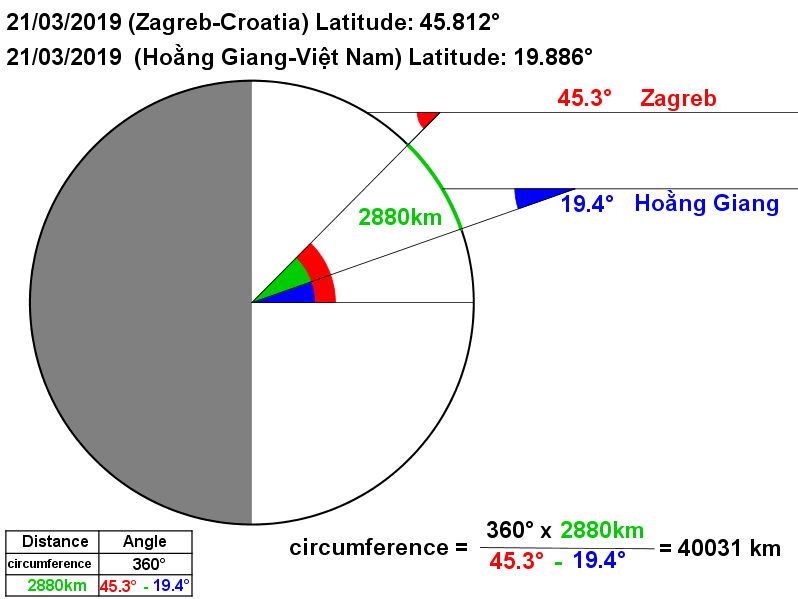 21/03/2019 (Zagreb-Croatia) Latitude: 45.812°
21/03/2019 (Hoằng Giang-Việt Nam) Latitude: 19.886°
45.3° Zagreb
19.4° Hoằng Giang
2880km
Distance Angle
circumference 360°
2880km 45.3° - 19.4°
circumference = 360° x 2880km
45.3° - 19.4°
= 40031 km